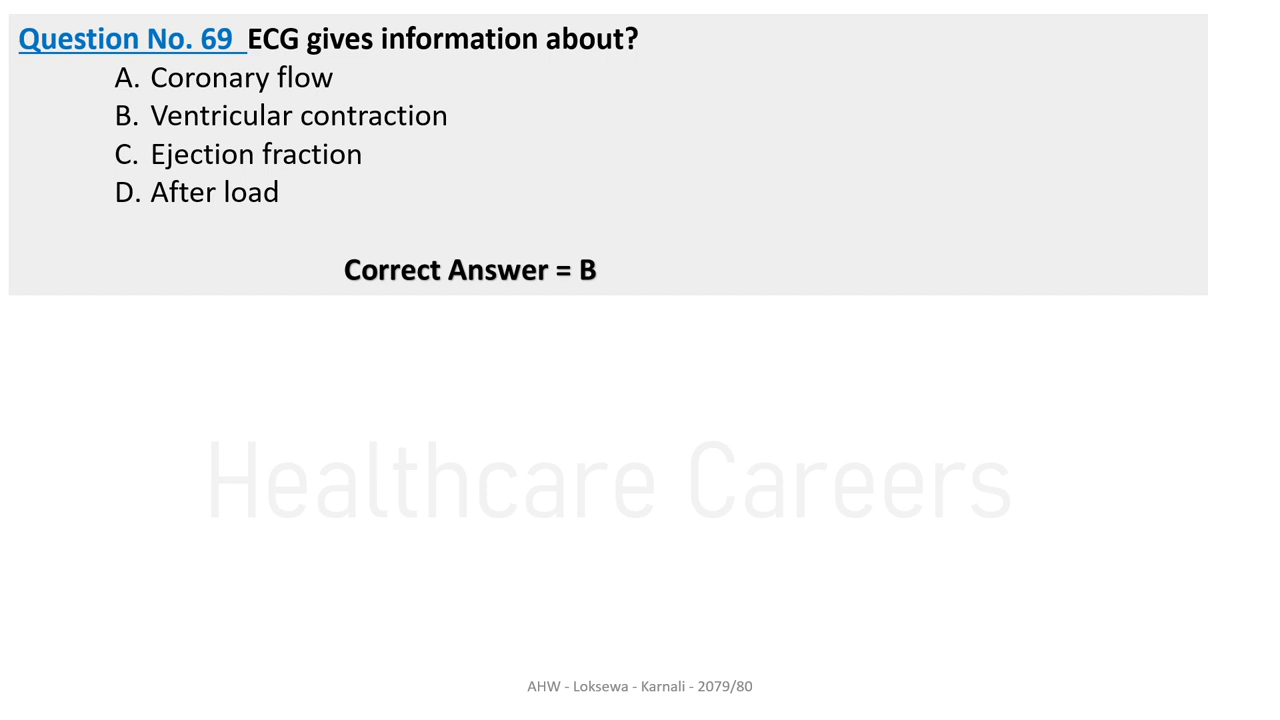 Question No. 69 ECG gives information about?
A. Coronary flow
B. Ventricular contraction
C. Ejection fraction
D. After load
Correct Answer = B
Healthcare Careers
AHW - Loksewa - Karnali - 2079/80